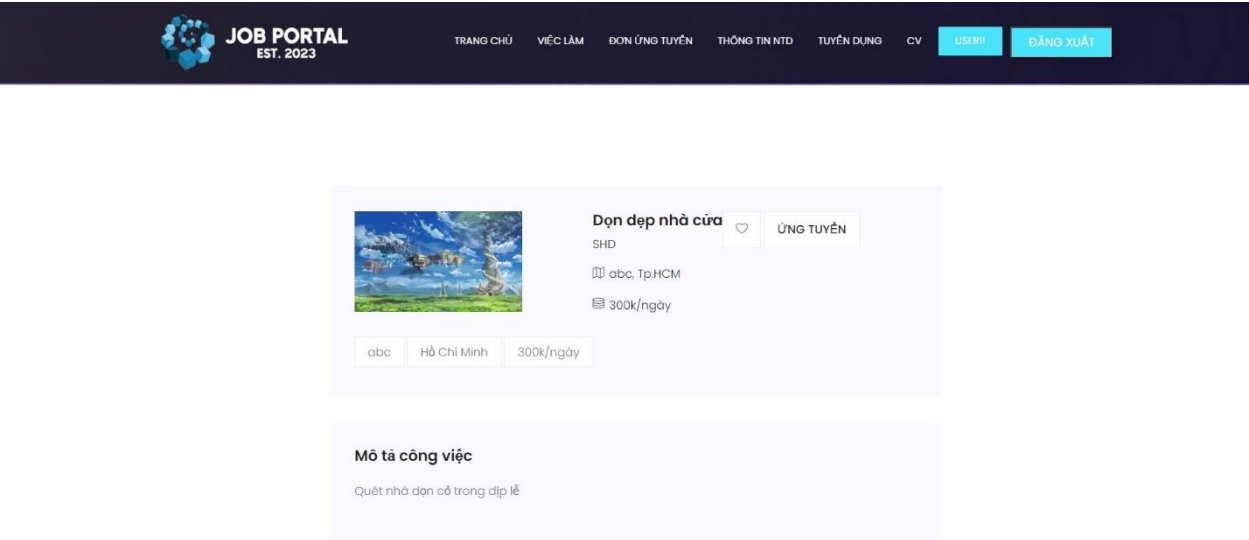 JOB PORTAL
EST. 2023
TRANG CHỦ VIỆC LÀM ĐƠN ỨNG TUYỂN THÔNG TIN NTD TUYỂN DỤNG CV USER!! ĐĂNG XUẤT
Dọn dẹp nhà cửa
ỨNG TUYỂN
SHD
abc, Tp.HCM
300k/ngày
abc Hồ Chí Minh 300k/ngày
Mô tả công việc
Quét nhà dọn cỏ trong dịp lễ